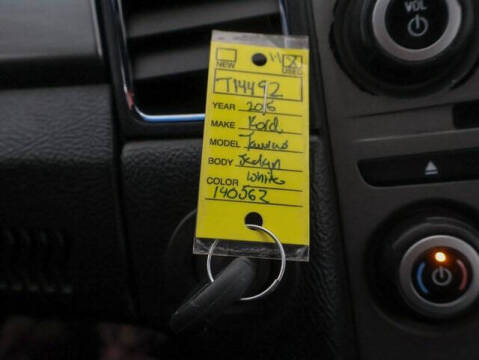 VOL
NEW USED
T14492
YEAR 2015
MAKE Ford
MODEL Taurus
BODY Sedan
COLOR White
140562